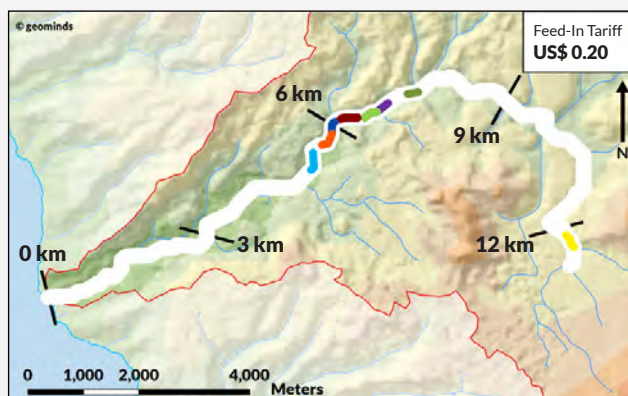 © geominds
Feed-In Tariff
US$ 0.20
6 km
9 km
N
0 km
3 km
12 km
0 1,000 2,000 4,000
Meters